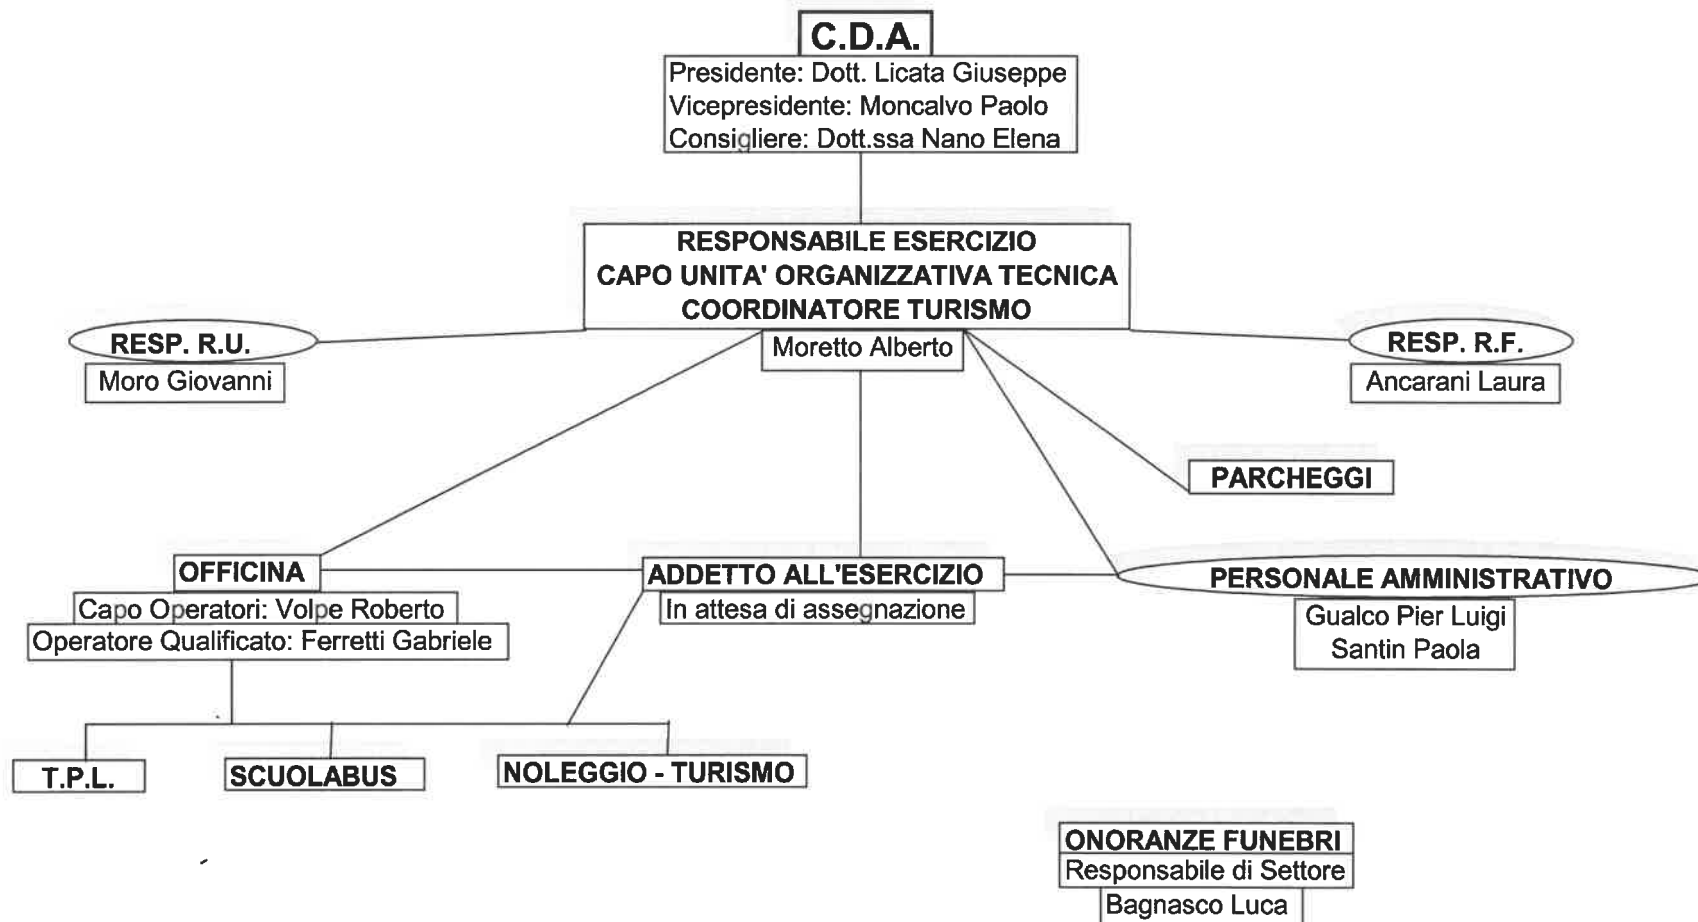 C.D.A.
Presidente: Dott. Licata Giuseppe
Vicepresidente: Moncalvo Paolo
Consigliere: Dott.ssa Nano Elena
RESPONSABILE ESERCIZIO
CAPO UNITA' ORGANIZZATIVA TECNICA
COORDINATORE TURISMO
Moretto Alberto
RESP. R.U.
Moro Giovanni
RESP. R.F.
Ancarani Laura
PARCHEGGI
OFFICINA
Capo Operatori: Volpe Roberto
Operatore Qualificato: Ferretti Gabriele
ADDETTO ALL'ESERCIZIO
In attesa di assegnazione
PERSONALE AMMINISTRATIVO
Gualco Pier Luigi
Santin Paola
T.P.L.
SCUOLABUS
NOLEGGIO - TURISMO
ONORANZE FUNEBRI
Responsabile di Settore
Bagnasco Luca